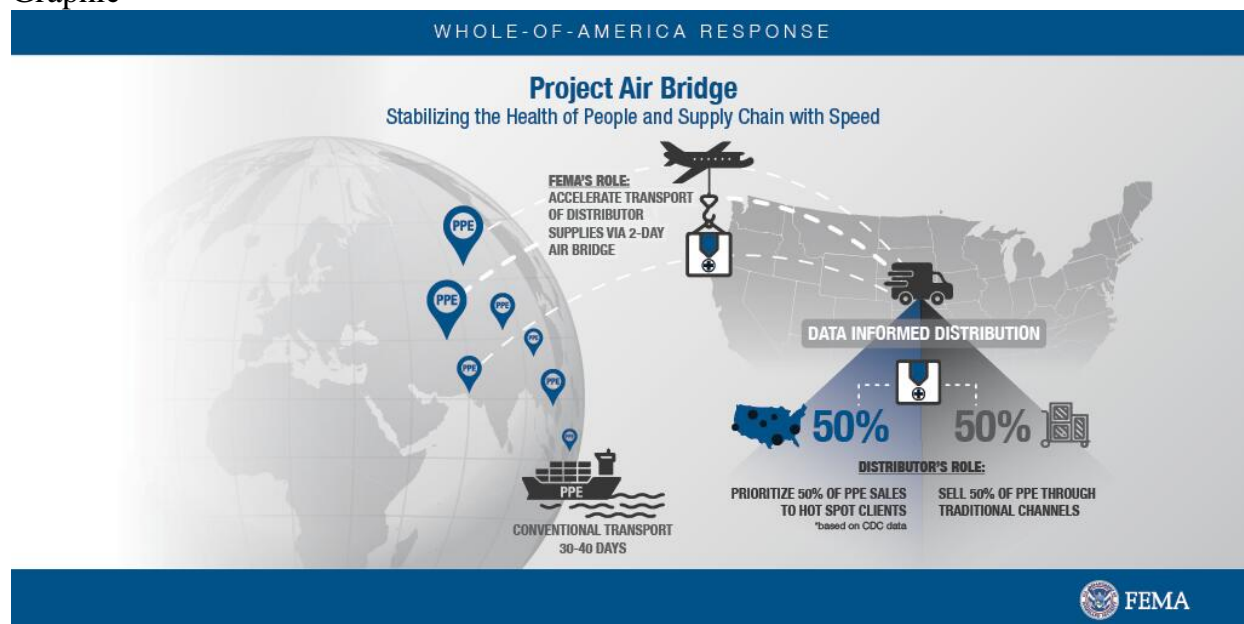 WHOLE-OF-AMERICA RESPONSE
Project Air Bridge
Stabilizing the Health of People and Supply Chain with Speed
FEMA'S ROLE:
ACCELERATE TRANSPORT
OF DISTRIBUTOR
SUPPLIES VIA 2-DAY
AIR BRIDGE
PPE
PPE
PPE
PPE
PPE
PPE
PPE
PPE
CONVENTIONAL TRANSPORT
30-40 DAYS
DATA INFORMED DISTRIBUTION
50%
50%
DISTRIBUTOR'S ROLE:
PRIORITIZE 50% OF PPE SALES
TO HOT SPOT CLIENTS
*based on CDC data
SELL 50% OF PPE THROUGH
TRADITIONAL CHANNELS
FEMA